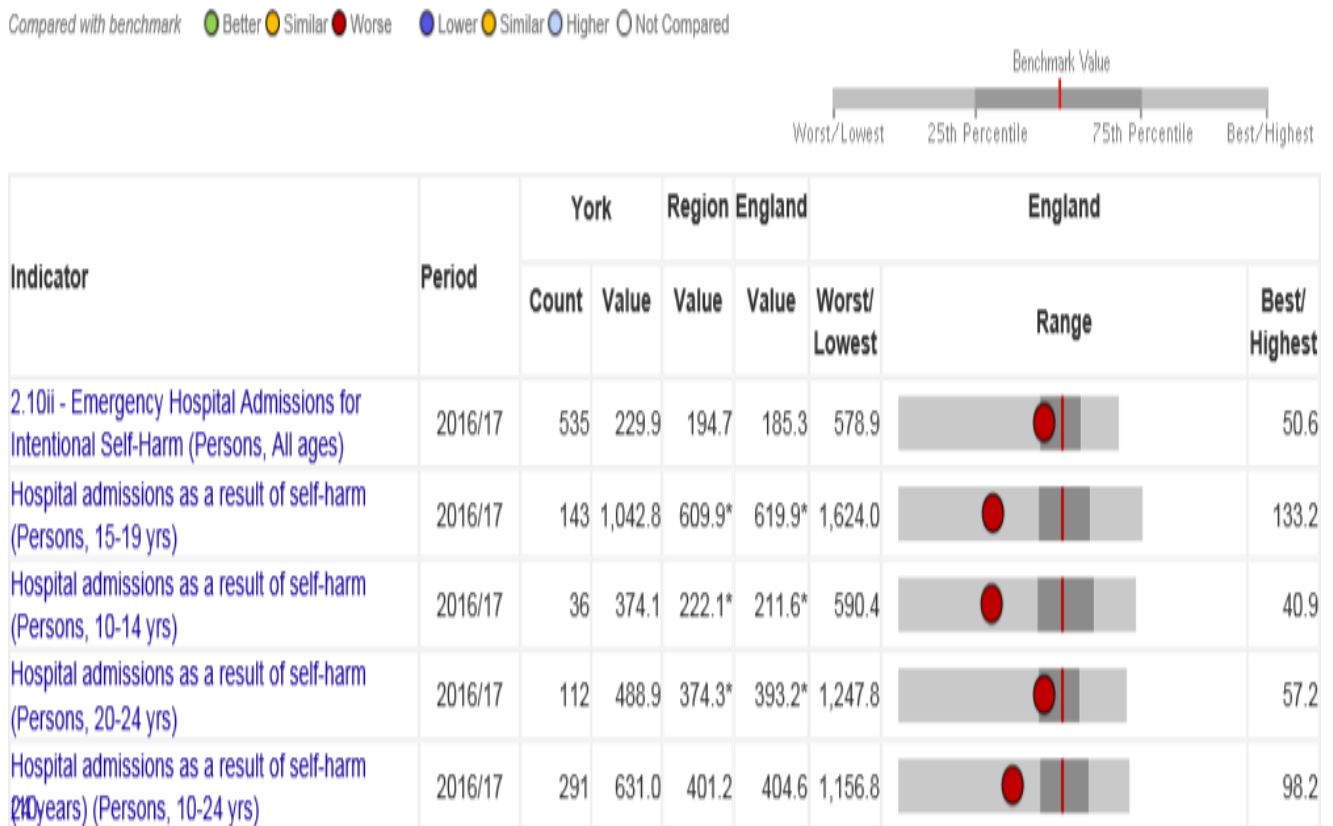 Compared with benchmark Better Similar Worse Lower Similar Higher Not Compared
Benchmark Value
Worst/Lowest 25th Percentile 75th Percentile Best/Highest
Indicator Period York Region England England
Count Value Value Value Worst/ Lowest Range Best/ Highest
2.10ii - Emergency Hospital Admissions for
Intentional Self-Harm (Persons, All ages) 2016/17 535 229.9 194.7 185.3 578.9 50.6
Hospital admissions as a result of self-harm
(Persons, 15-19 yrs) 2016/17 143 1,042.8 609.9* 619.9* 1,624.0 133.2
Hospital admissions as a result of self-harm
(Persons, 10-14 yrs) 2016/17 36 374.1 222.1* 211.6* 590.4 40.9
Hospital admissions as a result of self-harm
(Persons, 20-24 yrs) 2016/17 112 488.9 374.3* 393.2* 1,247.8 57.2
Hospital admissions as a result of self-harm
years) (Persons, 10-24 yrs) 2016/17 291 631.0 401.2 404.6 1,156.8 98.2